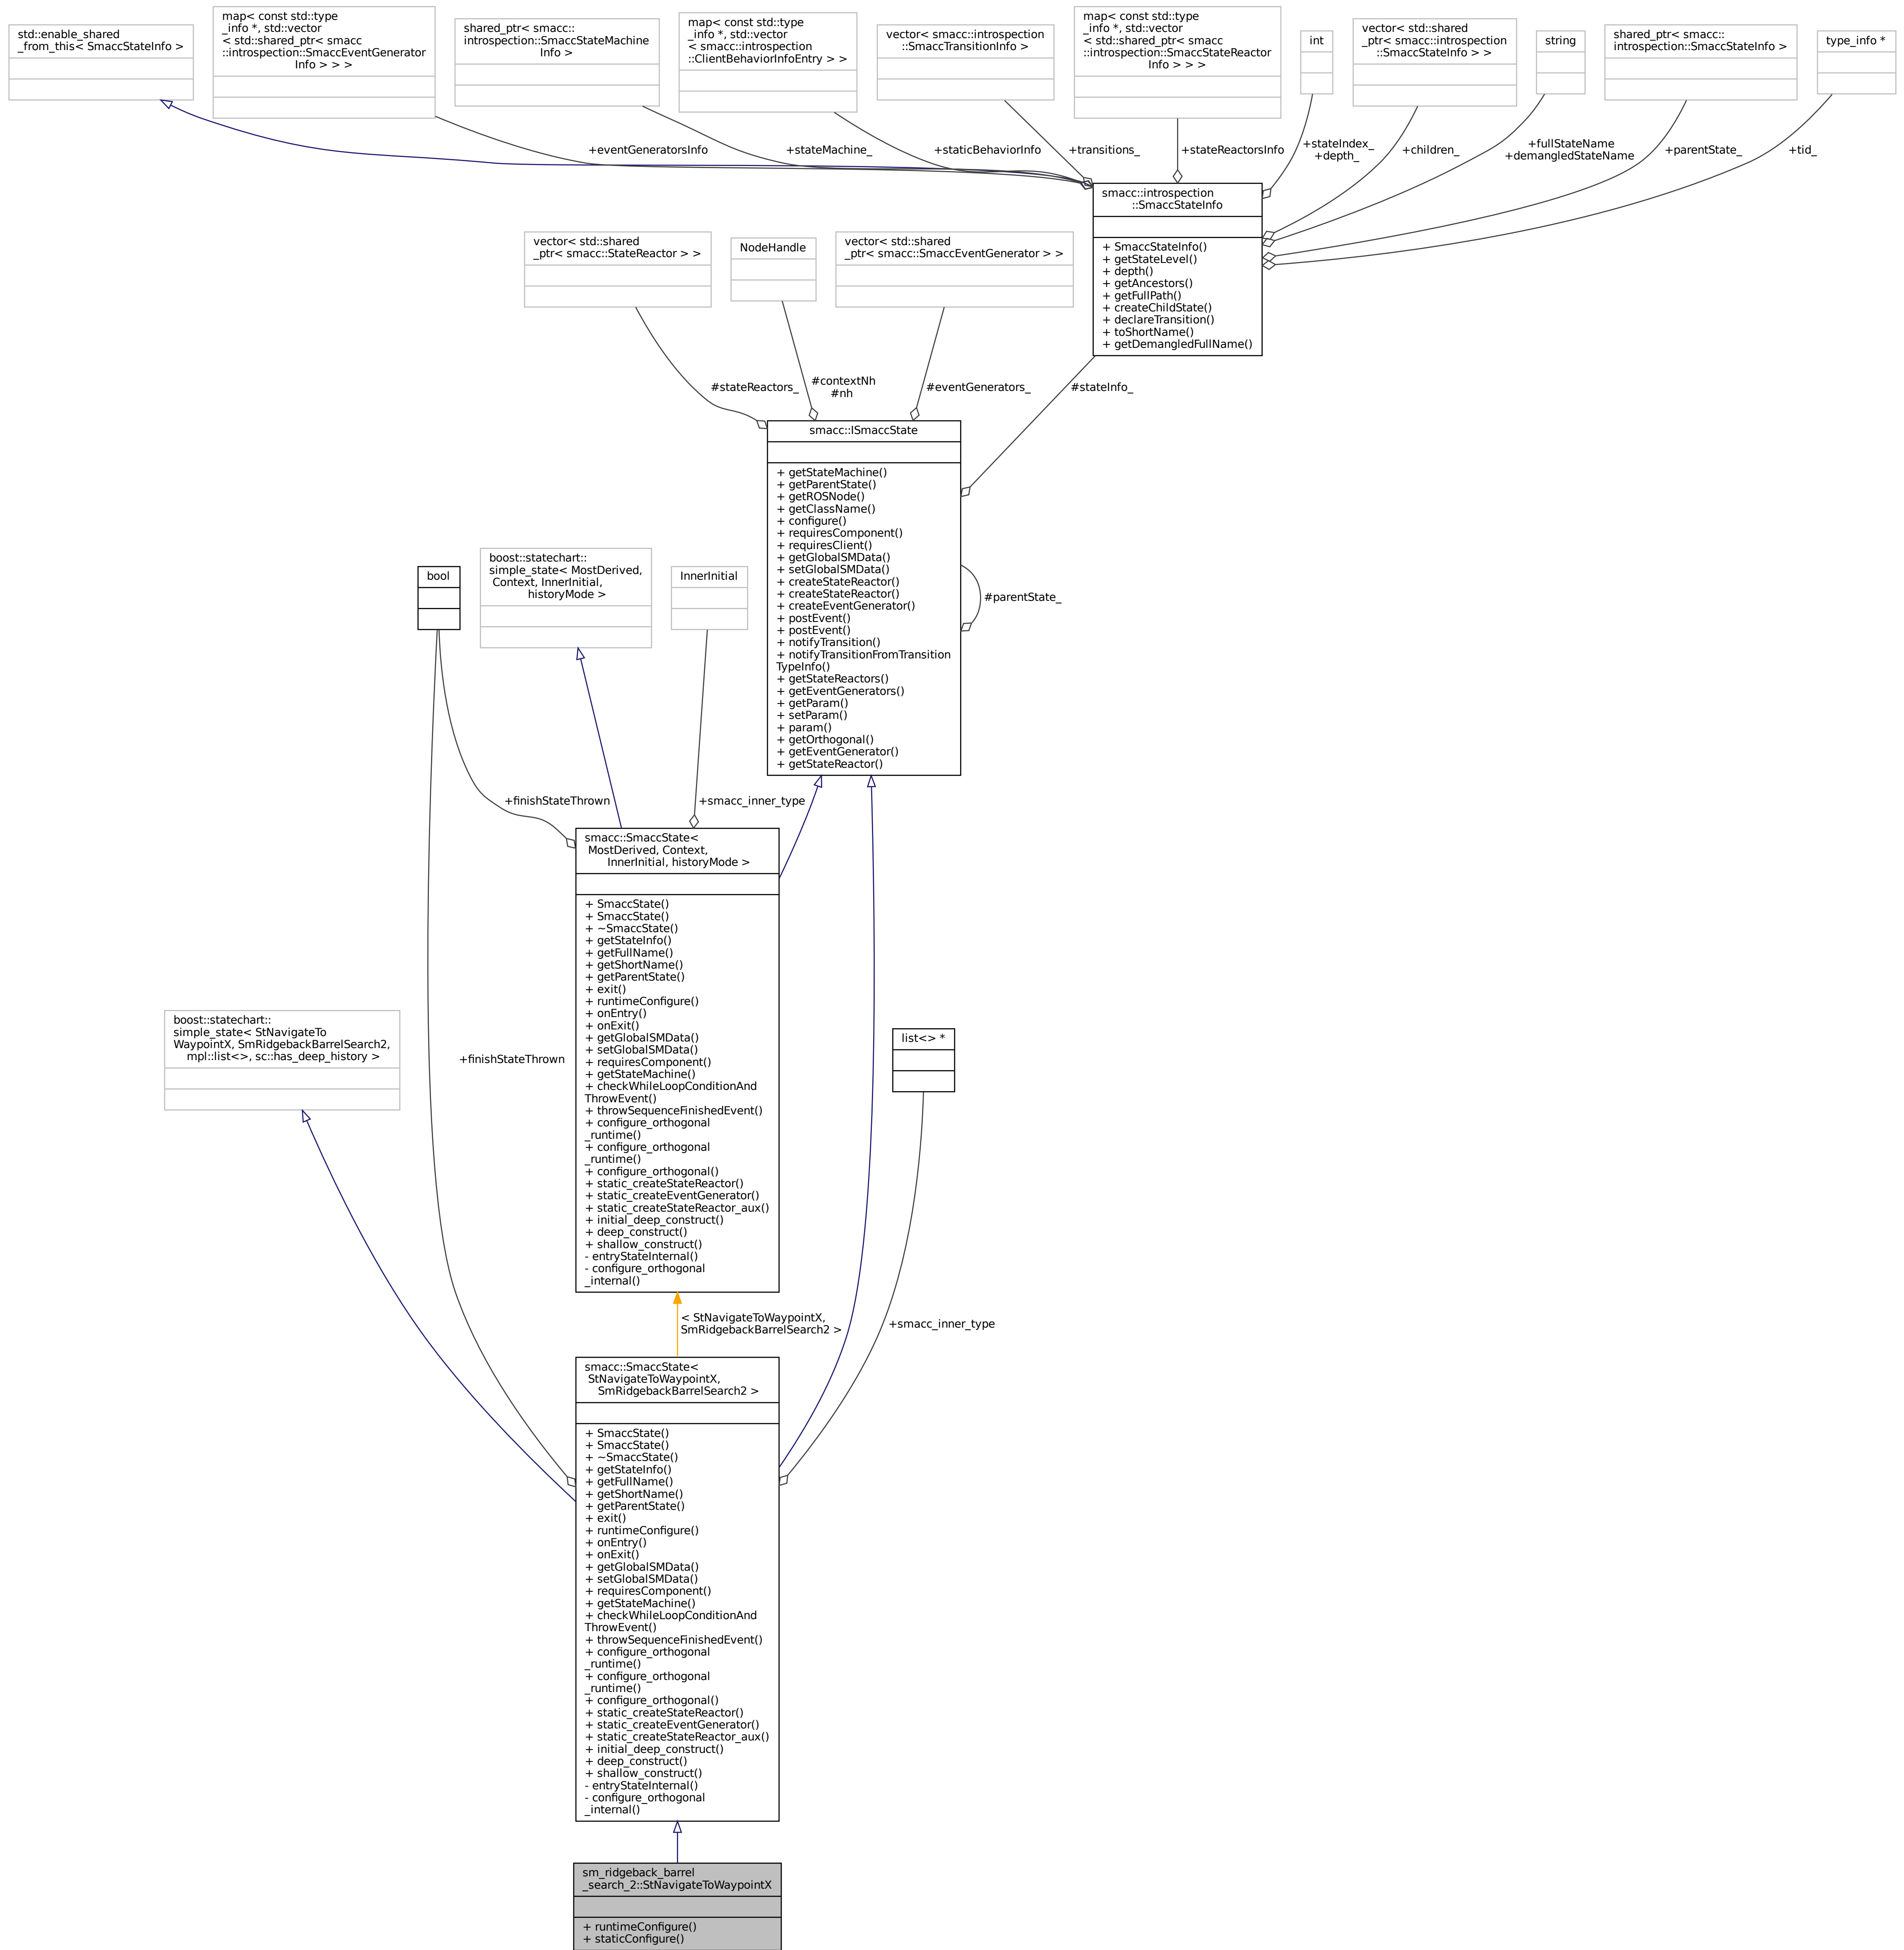 std::enable_shared
_from_this< SmaccStateInfo >
map< const std::type
_info *, std::vector
< std::shared_ptr< smacc
::introspection::SmaccEventGenerator
Info > > >
shared_ptr< smacc::
introspection::SmaccStateMachine
Info >
map< const std::type
_info *, std::vector
< smacc::introspection
::ClientBehaviorInfoEntry > >
vector< smacc::introspection
::SmaccTransitionInfo >
map< const std::type
_info *, std::vector
< std::shared_ptr< smacc
::introspection::SmaccStateReactor
Info > > >
int
vector< std::shared
_ptr< smacc::introspection
::SmaccStateInfo > >
string
shared_ptr< smacc::
introspection::SmaccStateInfo >
type_info *
+eventGeneratorsInfo
+stateMachine_
+staticBehaviorInfo
+transitions_
+stateReactorsInfo
+stateIndex_
+depth_
+children_
+fullStateName
+demangledStateName
+parentState_
+tid_
smacc::introspection
::SmaccStateInfo
+ SmaccStateInfo()
+ getStateLevel()
+ depth()
+ getAncestors()
+ getFullPath()
+ createChildState()
+ declareTransition()
+ toShortName()
+ getDemangledFullName()
vector< std::shared
_ptr< smacc::StateReactor > >
NodeHandle
vector< std::shared
_ptr< smacc::SmaccEventGenerator > >
#stateReactors_
#contextNh
#nh
#eventGenerators_
#stateInfo_
smacc::ISmaccState
+ getStateMachine()
+ getParentState()
+ getROSNode()
+ getClassName()
+ configure()
+ requiresComponent()
+ requiresClient()
+ getGlobalSMData()
+ setGlobalSMData()
+ createStateReactor()
+ createStateReactor()
+ createEventGenerator()
+ postEvent()
+ postEvent()
+ notifyTransition()
+ notifyTransitionFromTransition
TypeInfo()
+ getStateReactors()
+ getEventGenerators()
+ getParam()
+ setParam()
+ param()
+ getOrthogonal()
+ getEventGenerator()
+ getStateReactor()
#parentState_
bool
boost::statechart::
simple_state< MostDerived,
Context, InnerInitial,
historyMode >
InnerInitial
+finishStateThrown
+smacc_inner_type
smacc::SmaccState<
MostDerived, Context,
InnerInitial, historyMode >
+ SmaccState()
+ SmaccState()
+ ~SmaccState()
+ getStateInfo()
+ getFullName()
+ getShortName()
+ getParentState()
+ exit()
+ runtimeConfigure()
+ onEntry()
+ onExit()
+ getGlobalSMData()
+ setGlobalSMData()
+ requiresComponent()
+ getStateMachine()
+ checkWhileLoopConditionAnd
ThrowEvent()
+ throwSequenceFinishedEvent()
+ configure_orthogonal
_runtime()
+ configure_orthogonal
_runtime()
+ configure_orthogonal()
+ static_createStateReactor()
+ static_createEventGenerator()
+ static_createStateReactor_aux()
+ initial_deep_construct()
+ deep_construct()
+ shallow_construct()
- entryStateInternal()
- configure_orthogonal
_internal()
boost::statechart::
simple_state< StNavigateTo
WaypointX, SmRidgebackBarrelSearch2,
mpl::list<>, sc::has_deep_history >
+finishStateThrown
list<> *
< StNavigateToWaypointX,
SmRidgebackBarrelSearch2 >
+smacc_inner_type
smacc::SmaccState<
StNavigateToWaypointX,
SmRidgebackBarrelSearch2 >
+ SmaccState()
+ SmaccState()
+ ~SmaccState()
+ getStateInfo()
+ getFullName()
+ getShortName()
+ getParentState()
+ exit()
+ runtimeConfigure()
+ onEntry()
+ onExit()
+ getGlobalSMData()
+ setGlobalSMData()
+ requiresComponent()
+ getStateMachine()
+ checkWhileLoopConditionAnd
ThrowEvent()
+ throwSequenceFinishedEvent()
+ configure_orthogonal
_runtime()
+ configure_orthogonal
_runtime()
+ configure_orthogonal()
+ static_createStateReactor()
+ static_createEventGenerator()
+ static_createStateReactor_aux()
+ initial_deep_construct()
+ deep_construct()
+ shallow_construct()
- entryStateInternal()
- configure_orthogonal
_internal()
sm_ridgeback_barrel
_search_2::StNavigateToWaypointX
+ runtimeConfigure()
+ staticConfigure()